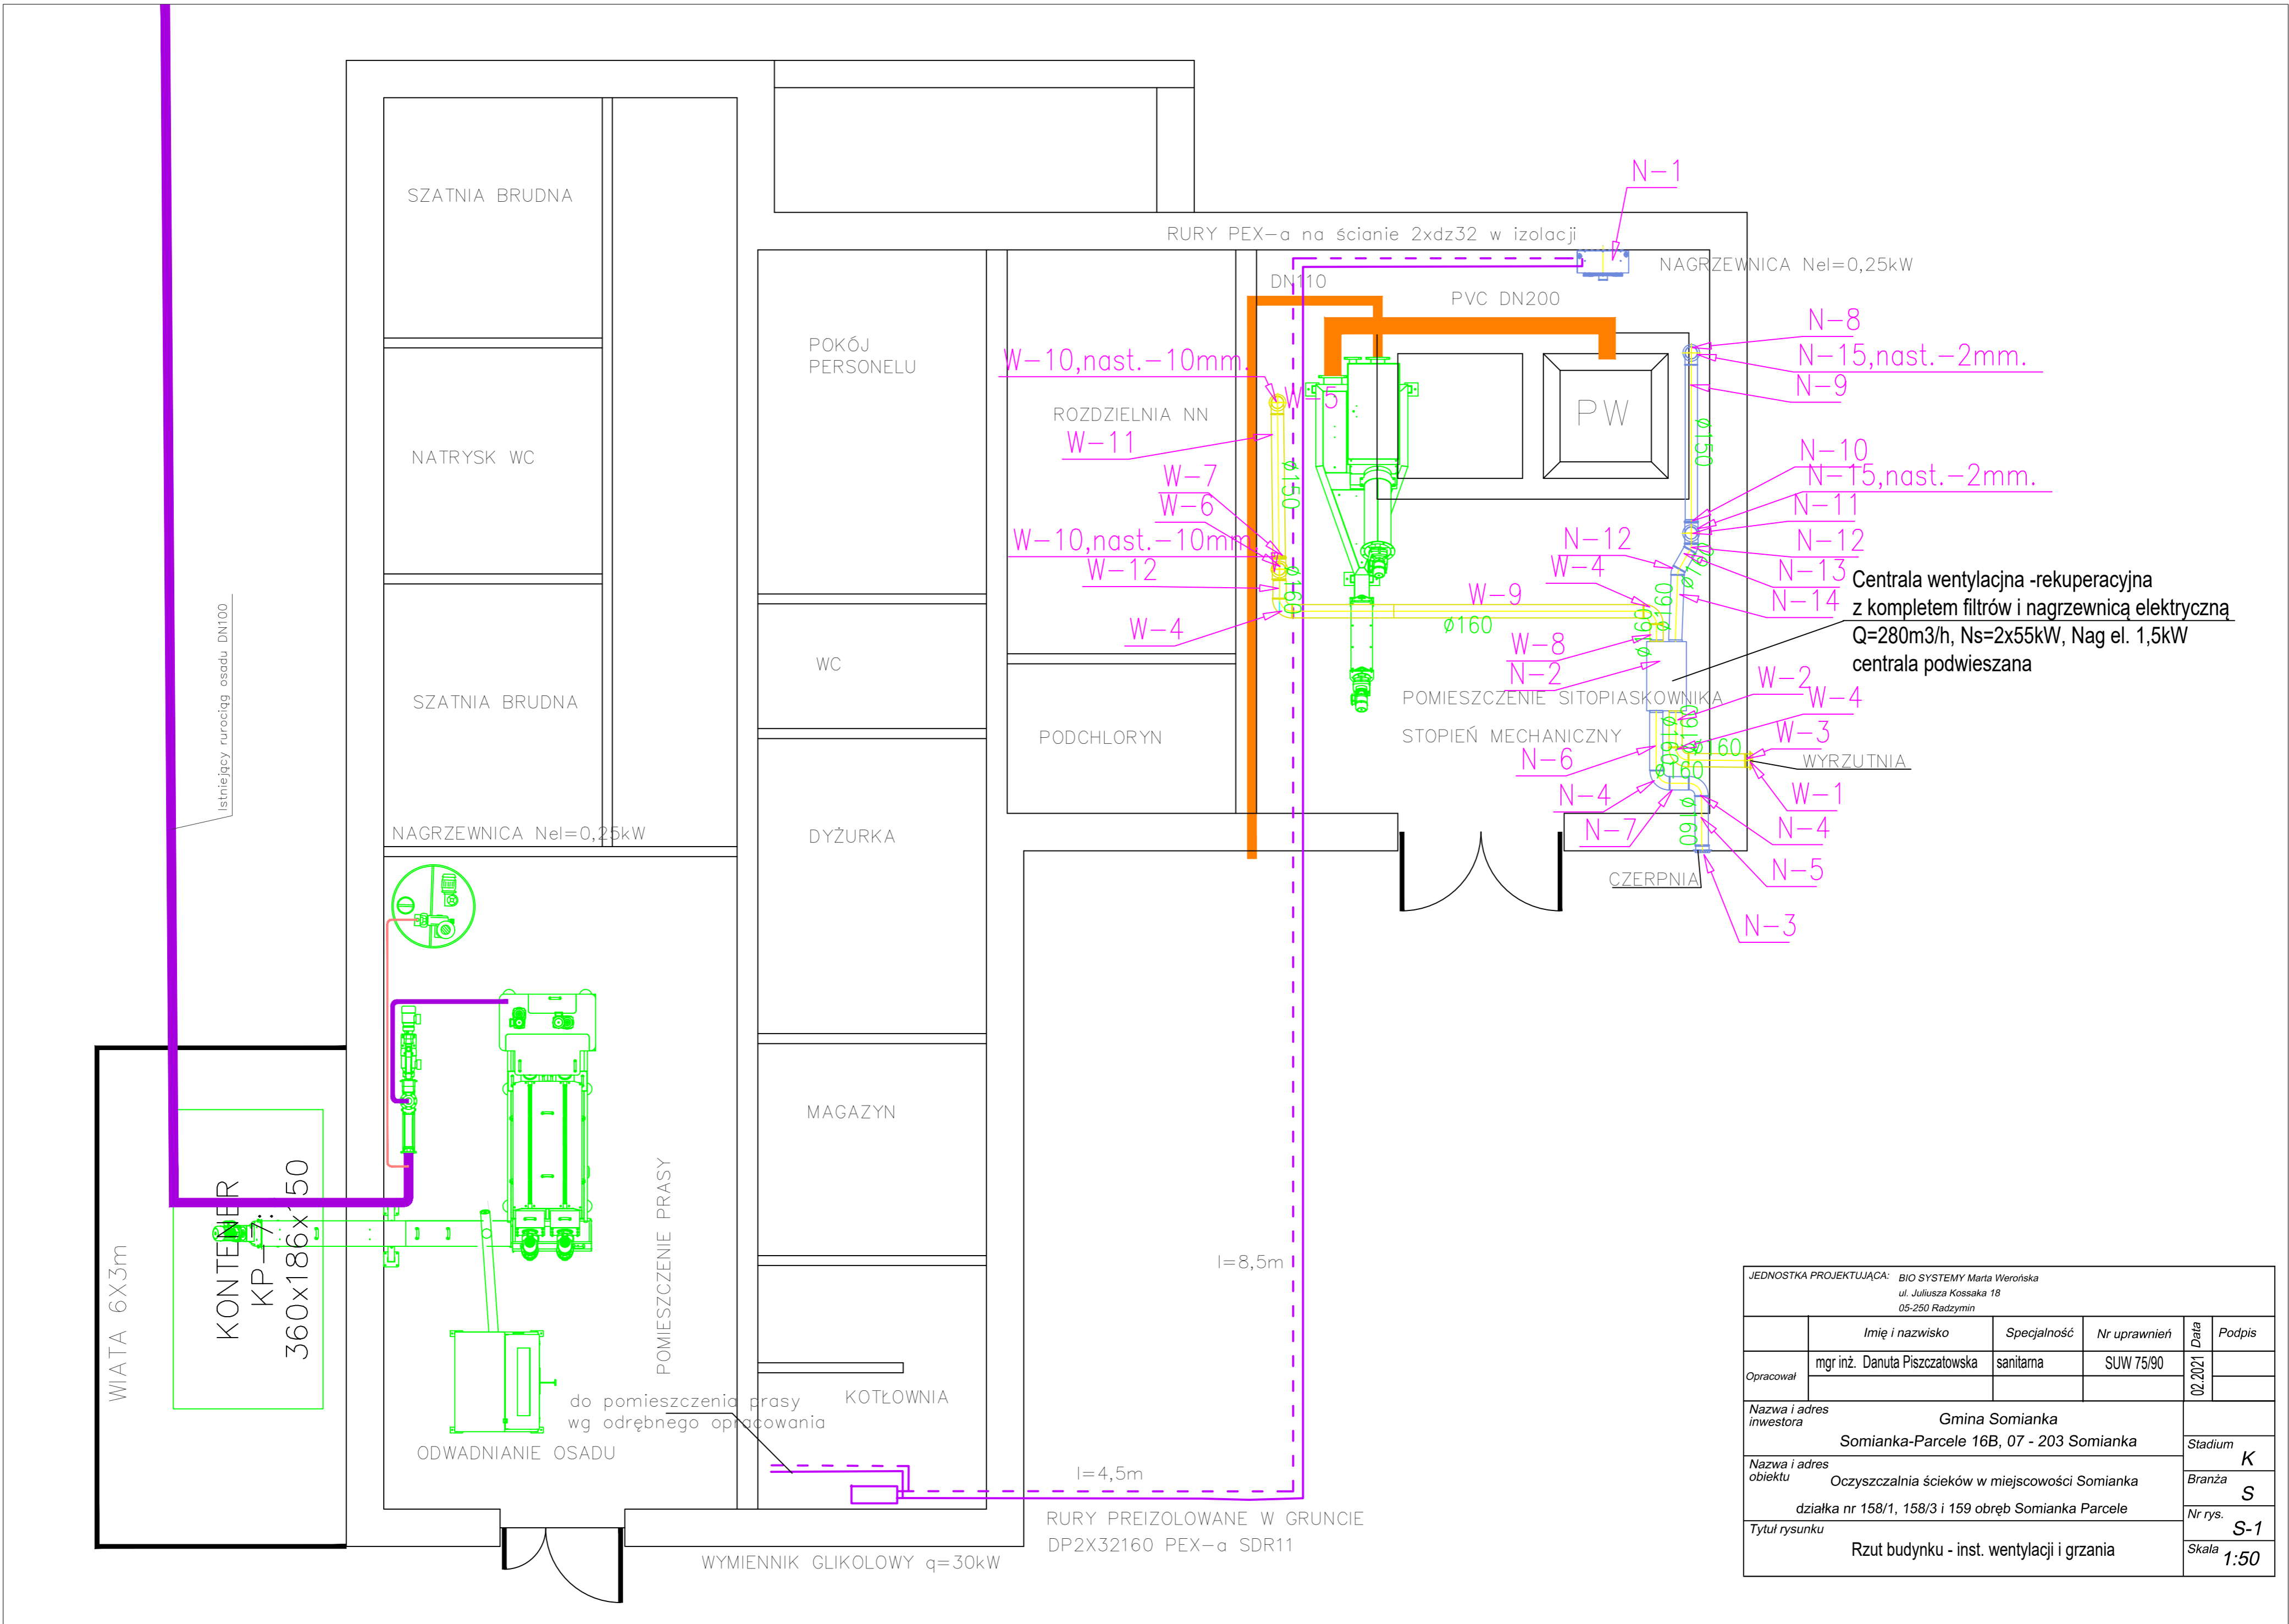 SZATNIA BRUDNA
NATRYSK WC
SZATNIA BRUDNA
NAGRZEWNICA Nel=0,25kW
Istniejący rurociąg osadu DN100
WIATA 6X3m
KONTENER
KP-7:
POMIESZCZENIE PRASY
ODWADNIANIE OSADU
do pomieszczenia prasy
wg odrębnego opracowania
POKÓJ
PERSONELU
WC
DYŻURKA
MAGAZYN
KOTŁOWNIA
WYMIENNIK GLIKOLOWY q=30kW
l=4,5m
l=8,5m
RURY PREIZOLOWANE W GRUNCIE
DP2X32160 PEX-a SDR11
ROZDZIELNIA NN
PODCHLORYN
RURY PEX-a na ścianie 2xdz32 w izolacji
DN110
PVC DN200
N-1
NAGRZEWNICA Nel=0,25kW
PW
W-10,nast.-10mm.
W-5
W-11
ø150
W-7
W-6
W-10,nast.-10mm
W-12
ø160
W-4
W-9
ø160
N-8
N-15,nast.-2mm.
N-9
ø150
N-10
N-15,nast.-2mm.
N-11
N-12
N-12
W-4
N-13
N-14
ø160
W-8
N-2
Centrala wentylacjna -rekuperacyjna
z kompletem filtrów i nagrzewnicą elektryczną
Q=280m3/h, Ns=2x55kW, Nag el. 1,5kW
centrala podwieszana
POMIESZCZENIE SITOPIASKOWNIKA
STOPIEŃ MECHANICZNY
W-2
W-4
W-3
ø160
ø160
WYRZUTNIA
W-1
N-6
N-4
N-7
N-4
ø160
N-5
CZERPNIA
N-3
JEDNOSTKA PROJEKTUJĄCA: BIO SYSTEMY Marta Werońska
ul. Juliusza Kossaka 18
05-250 Radzymin
Imię i nazwisko Specjalność Nr uprawnień Data Podpis
Opracował mgr inż. Danuta Piszczatowska sanitarna SUW 75/90 02.2021
Nazwa i adres
inwestora
Gmina Somianka
Somianka-Parcele 16B, 07 - 203 Somianka
Stadium K
Nazwa i adres
obiektu
Oczyszczalnia ścieków w miejscowości Somianka
działka nr 158/1, 158/3 i 159 obręb Somianka Parcele
Branża S
Nr rys. S-1
Tytuł rysunku
Rzut budynku - inst. wentylacji i grzania
Skala 1:50